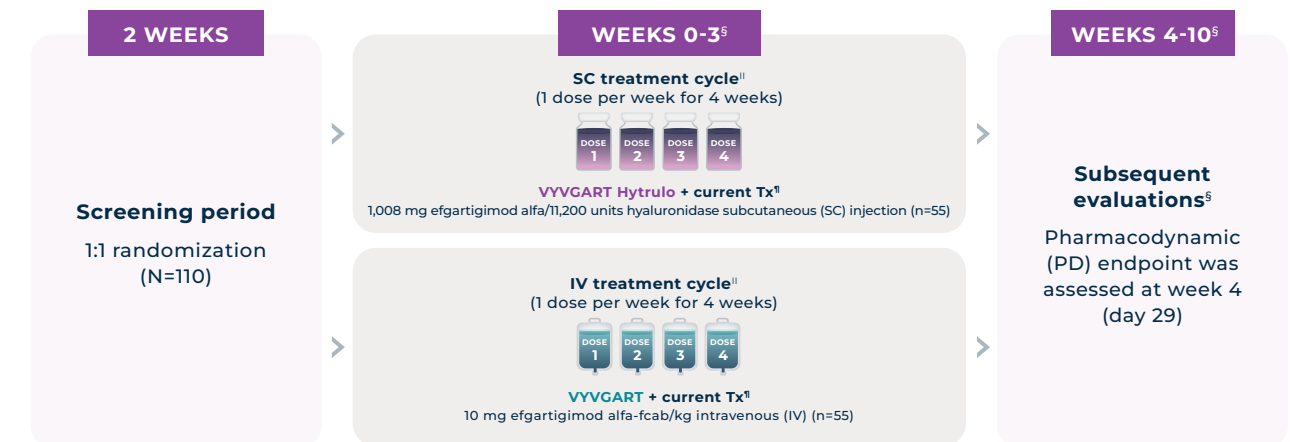 2 WEEKS
Screening period
1:1 randomization
(N=110)
WEEKS 0-3§
SC treatment cycle||
(1 dose per week for 4 weeks)
DOSE 1 DOSE 2 DOSE 3 DOSE 4
VYVGART Hytrulo + current Tx¶
1,008 mg efgartigimod alfa/11,200 units hyaluronidase subcutaneous (SC) injection (n=55)
IV treatment cycle||
(1 dose per week for 4 weeks)
DOSE 1 DOSE 2 DOSE 3 DOSE 4
VYVGART + current Tx¶
10 mg efgartigimod alfa-fcab/kg intravenous (IV) (n=55)
WEEKS 4-10§
Subsequent
evaluations§
Pharmacodynamic
(PD) endpoint was
assessed at week 4
(day 29)